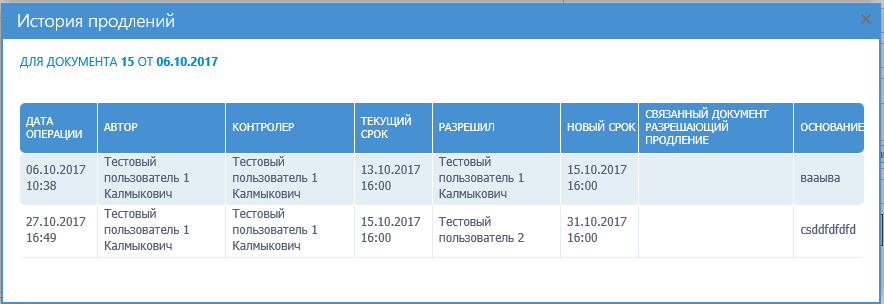 История продлений
ДЛЯ ДОКУМЕНТА 15 ОТ 06.10.2017
ДАТА ОПЕРАЦИИ АВТОР КОНТРОЛЕР ТЕКУЩИЙ СРОК РАЗРЕШИЛ НОВЫЙ СРОК СВЯЗАННЫЙ ДОКУМЕНТ РАЗРЕШАЮЩИЙ ПРОДЛЕНИЕ ОСНОВАНИЕ
06.10.2017 10:38 Тестовый пользователь 1 Калмыкович Тестовый пользователь 1 Калмыкович 13.10.2017 16:00 Тестовый пользователь 1 Калмыкович 15.10.2017 16:00 вааыва
27.10.2017 16:49 Тестовый пользователь 1 Калмыкович Тестовый пользователь 1 Калмыкович 15.10.2017 16:00 Тестовый пользователь 2 31.10.2017 16:00 csddfdfdfd